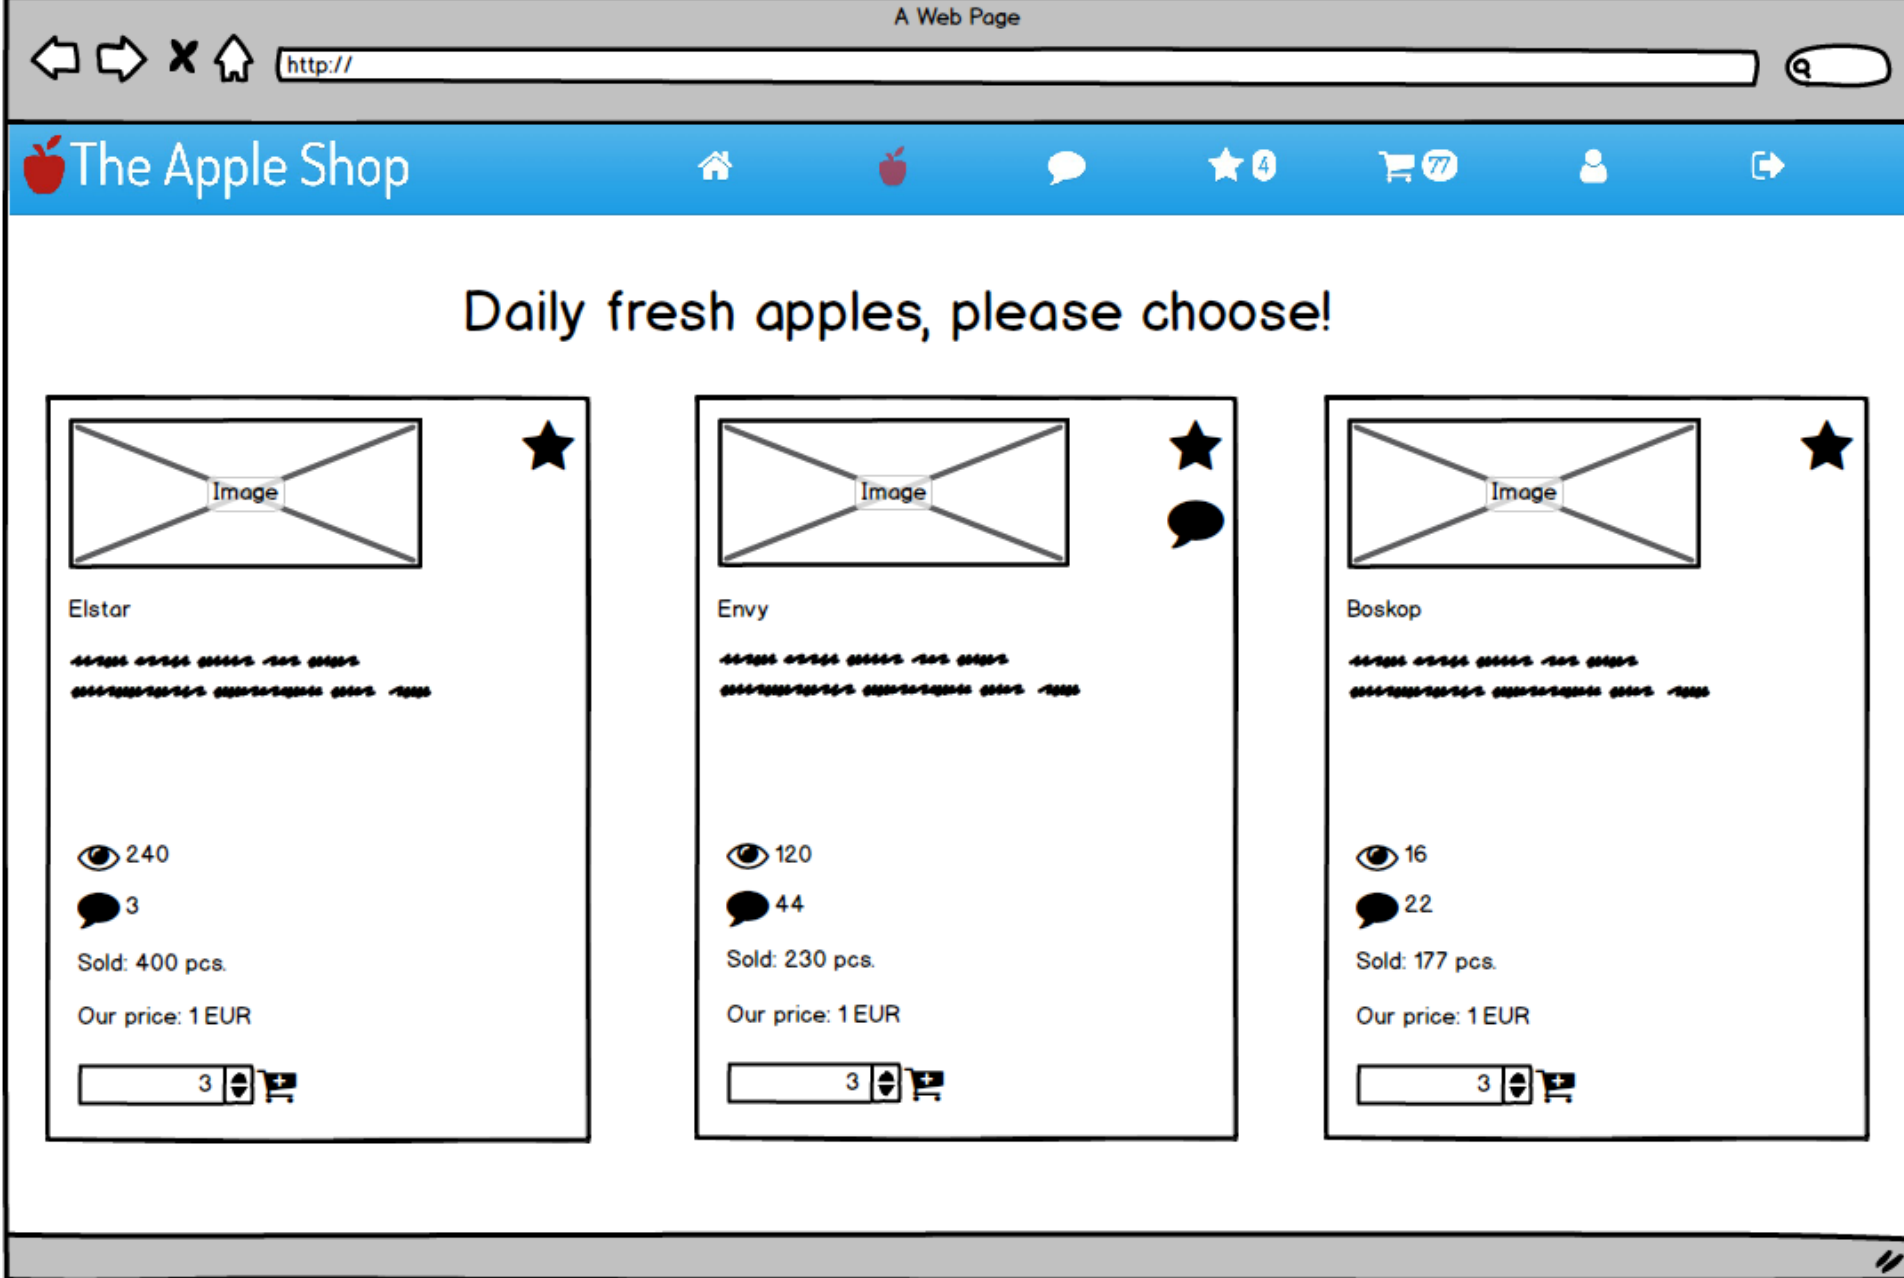 A Web Page
http://
The Apple Shop
4
77
Daily fresh apples, please choose!
Image
Elstar
240
3
Sold: 400 pcs.
Our price: 1 EUR
3
Image
Envy
120
44
Sold: 230 pcs.
Our price: 1 EUR
3
Image
Boskop
16
22
Sold: 177 pcs.
Our price: 1 EUR
3